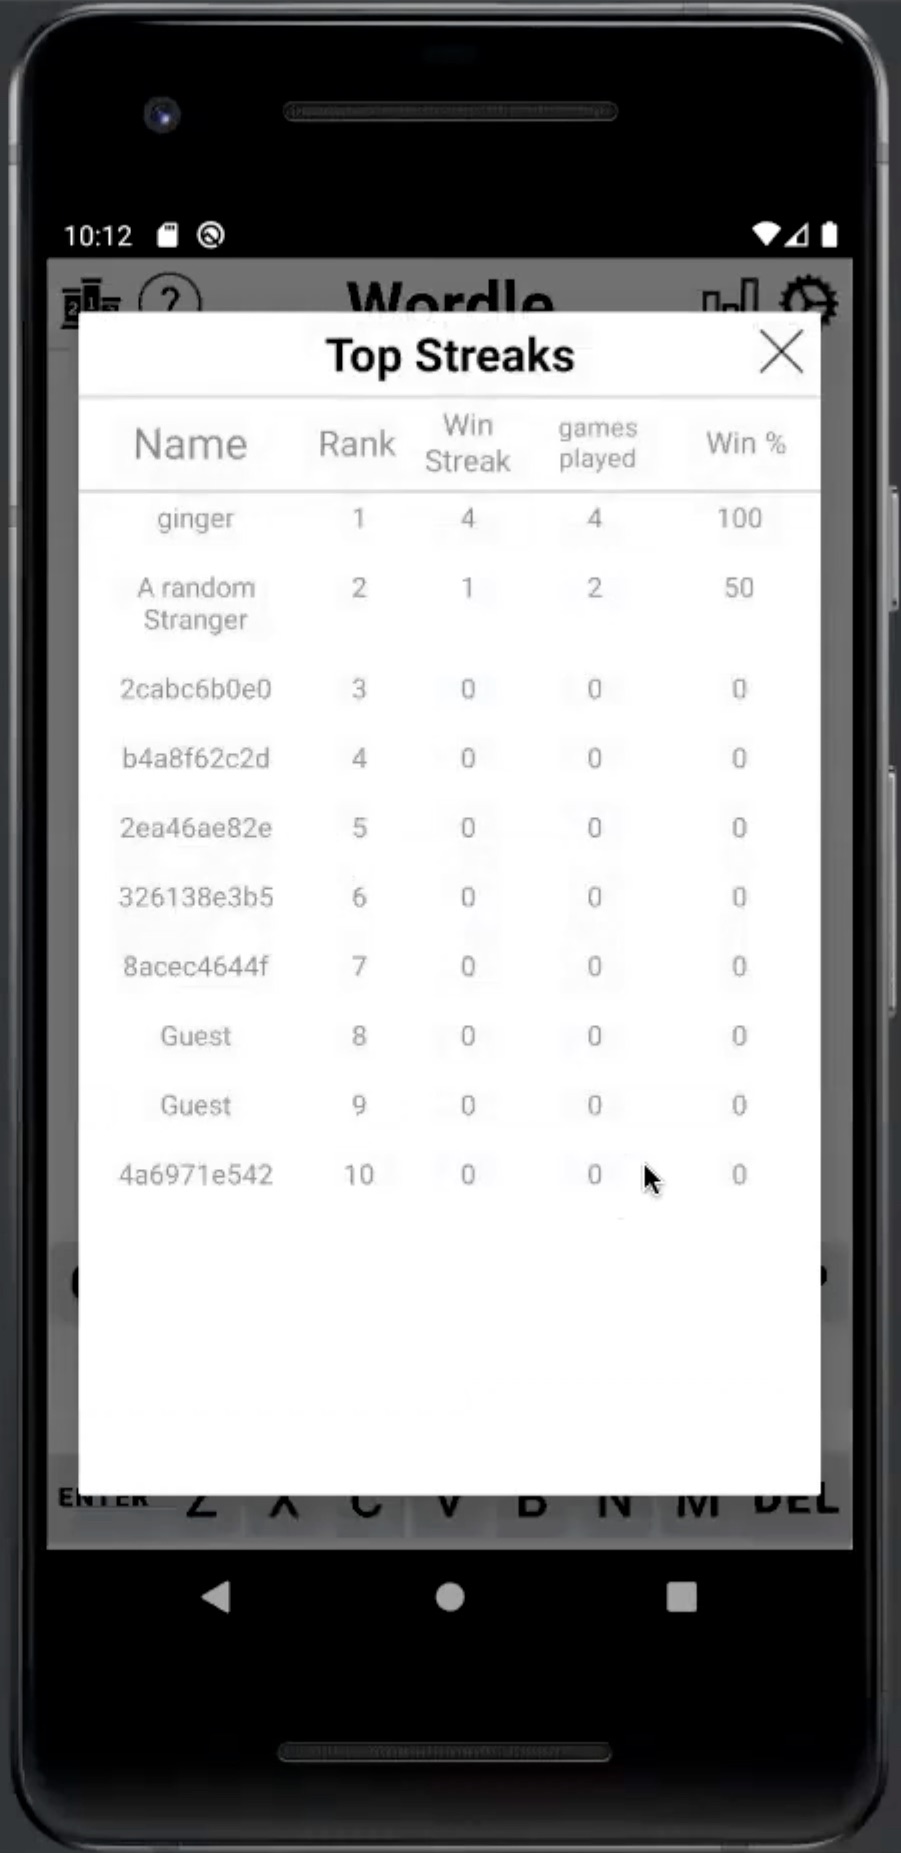 10:12
2 1
?
Wordle
Top Streaks
Name Rank Win Streak games played Win %
ginger 1 4 4 100
A random Stranger 2 1 2 50
2cabc6b0e0 3 0 0 0
b4a8f62c2d 4 0 0 0
2ea46ae82e 5 0 0 0
326138e3b5 6 0 0 0
8acec4644f 7 0 0 0
Guest 8 0 0 0
Guest 9 0 0 0
4a6971e542 10 0 0 0
ENTER Z X C V B N M DEL